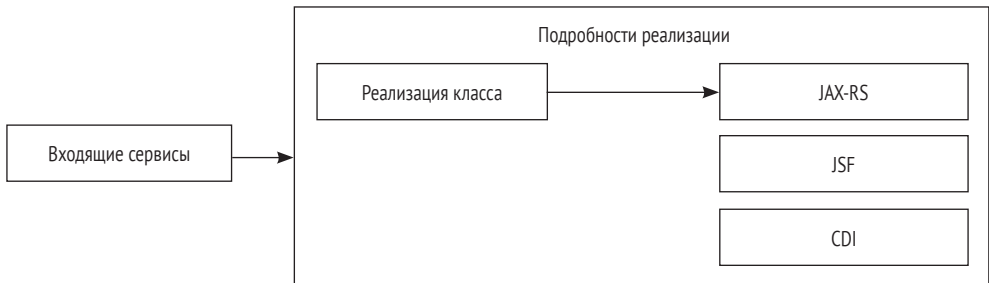 Подробности реализации
Реализация класса
JAX-RS
Входящие сервисы
JSF
CDI